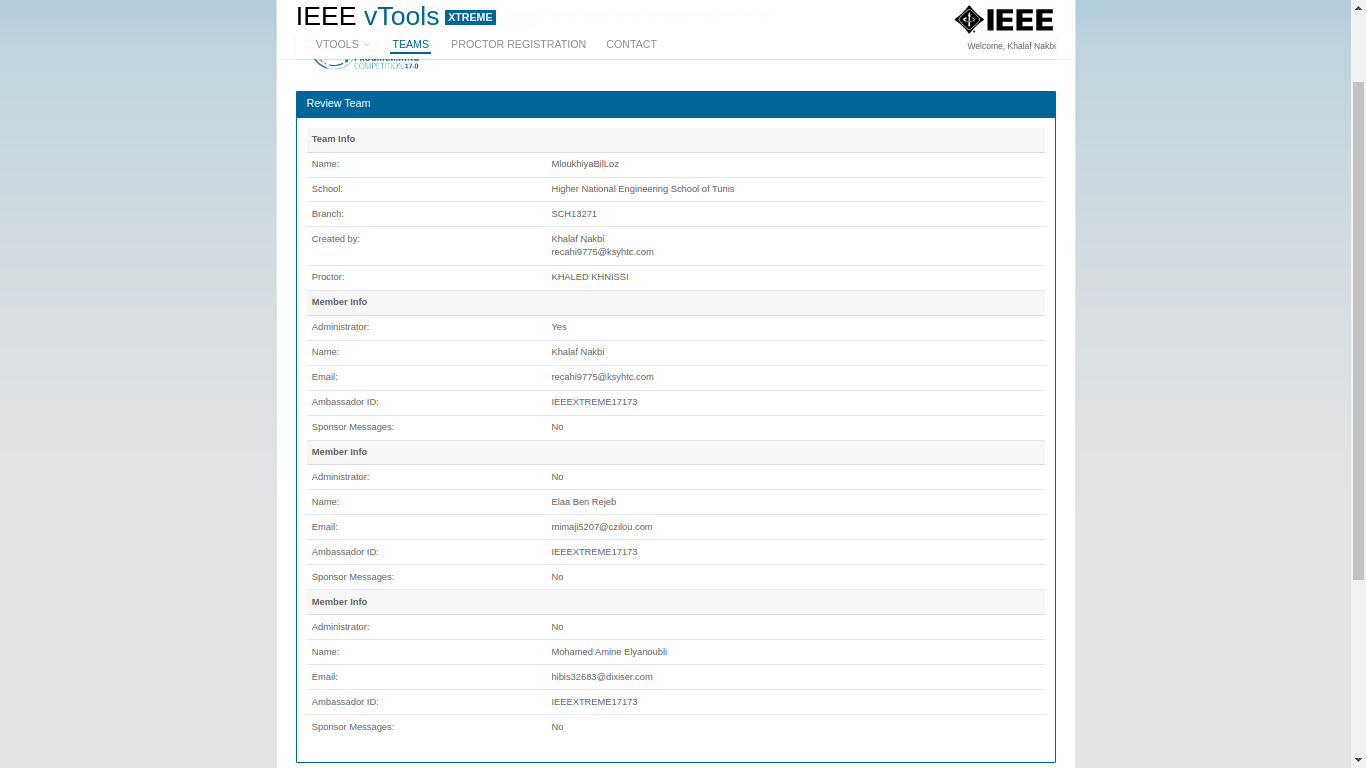 IEEE vTools XTREME
IEEE
VTOOLS TEAMS PROCTOR REGISTRATION CONTACT
Welcome, Khalaf Nakbi
PROGRAMMING
COMPETITION 17.0
Review Team
Team Info
Name: MloukhiyaBilLoz
School: Higher National Engineering School of Tunis
Branch: SCH13271
Created by: Khalaf Nakbi
recahi9775@ksyhtc.com
Proctor: KHALED KHNISSI
Member Info
Administrator: Yes
Name: Khalaf Nakbi
Email: recahi9775@ksyhtc.com
Ambassador ID: IEEEXTREME17173
Sponsor Messages: No
Member Info
Administrator: No
Name: Elaa Ben Rejeb
Email: mimaji5207@czilou.com
Ambassador ID: IEEEXTREME17173
Sponsor Messages: No
Member Info
Administrator: No
Name: Mohamed Amine Elyanoubli
Email: hibis32683@dixiser.com
Ambassador ID: IEEEXTREME17173
Sponsor Messages: No